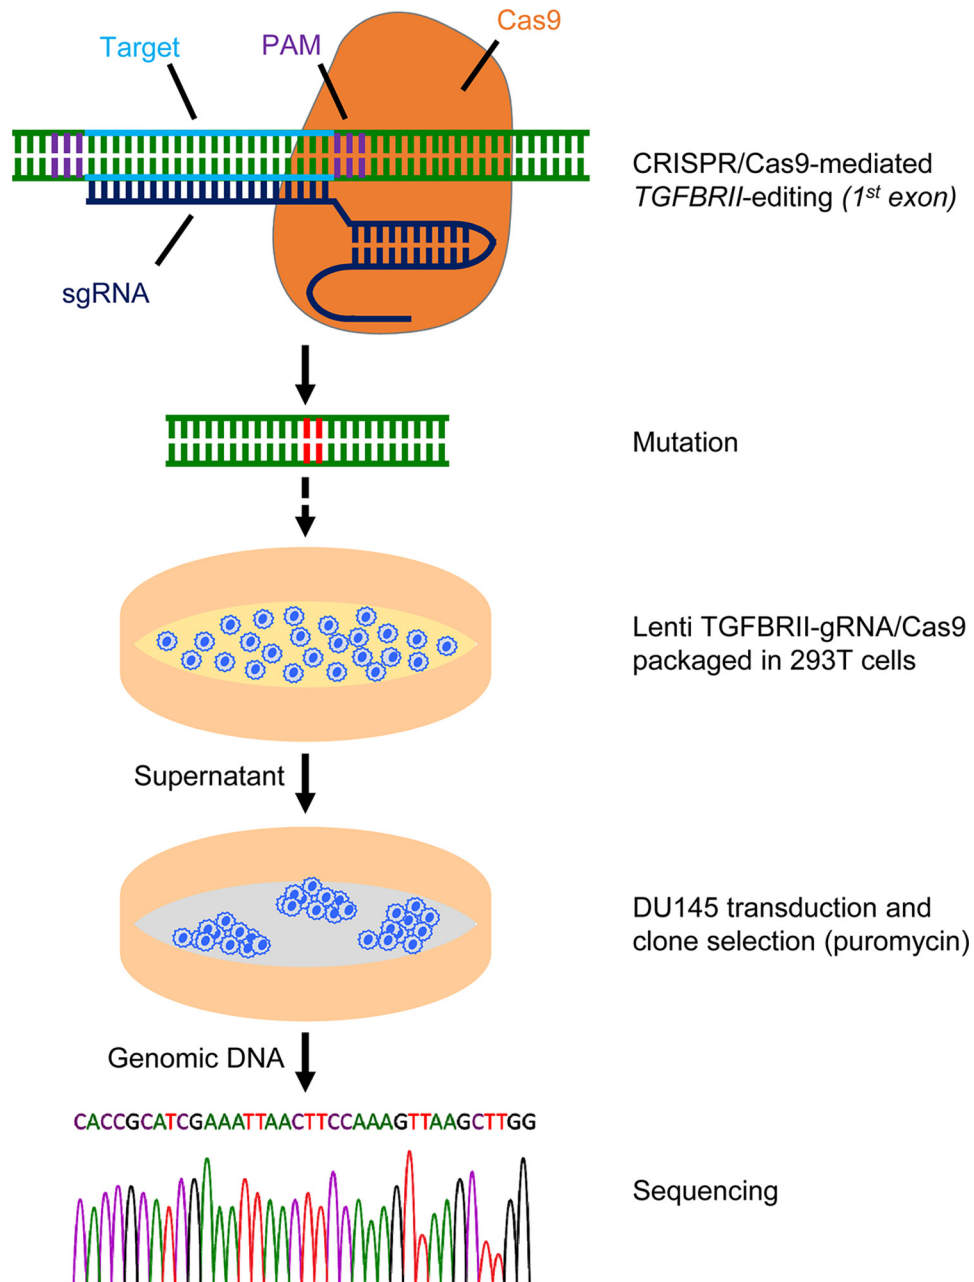 Cas9
Target
PAM
CRISPR/Cas9-mediated
TGFBRII-editing (1st exon)
sgRNA
Mutation
Lenti TGFBRII-gRNA/Cas9
packaged in 293T cells
Supernatant
DU145 transduction and
clone selection (puromycin)
Genomic DNA
CACCGCATCGAAATTAACTTCCAAAGTTAAGCTTGG
Sequencing